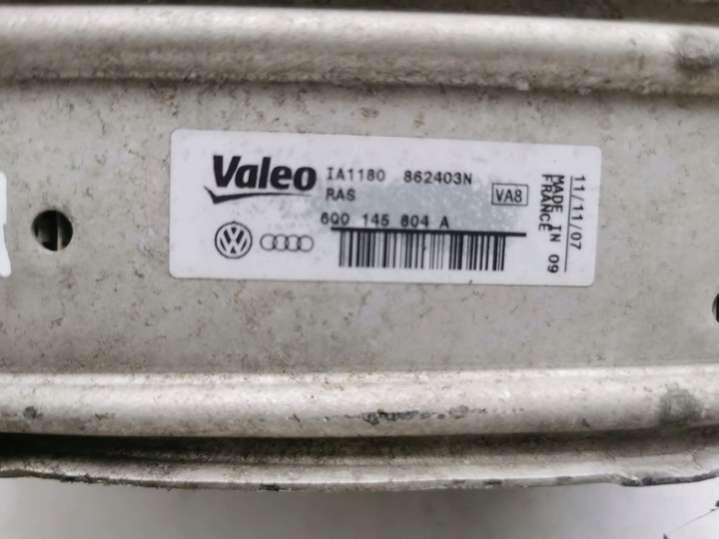 Valeo
IA1180 862403N
RAS
VA8
6Q0 145 804 A
11/11/07
MADE IN 09
FRANCE